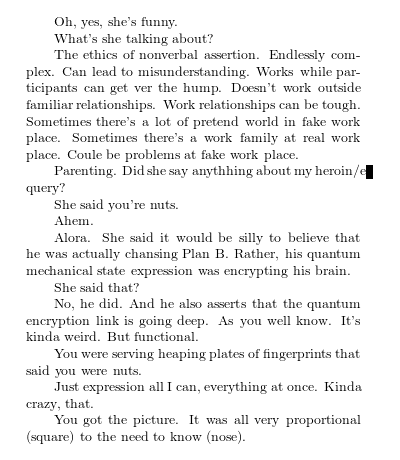 Oh, yes, she's funny.
What's she talking about?
The ethics of nonverbal assertion. Endlessly com-
plex. Can lead to misunderstanding. Works while par-
ticipants can get ver the hump. Doesn't work outside
familiar relationships. Work relationships can be tough.
Sometimes there's a lot of pretend world in fake work
place. Sometimes there's a work family at real work
place. Coule be problems at fake work place.
Parenting. Did she say anythhing about my heroin/e
query?
She said you're nuts.
Ahem.
Alora. She said it would be silly to believe that
he was actually chansing Plan B. Rather, his quantum
mechanical state expression was encrypting his brain.
She said that?
No, he did. And he also asserts that the quantum
encryption link is going deep. As you well know. It's
kinda weird. But functional.
You were serving heaping plates of fingerprints that
said you were nuts.
Just expression all I can, everything at once. Kinda
crazy, that.
You got the picture. It was all very proportional
(square) to the need to know (nose).